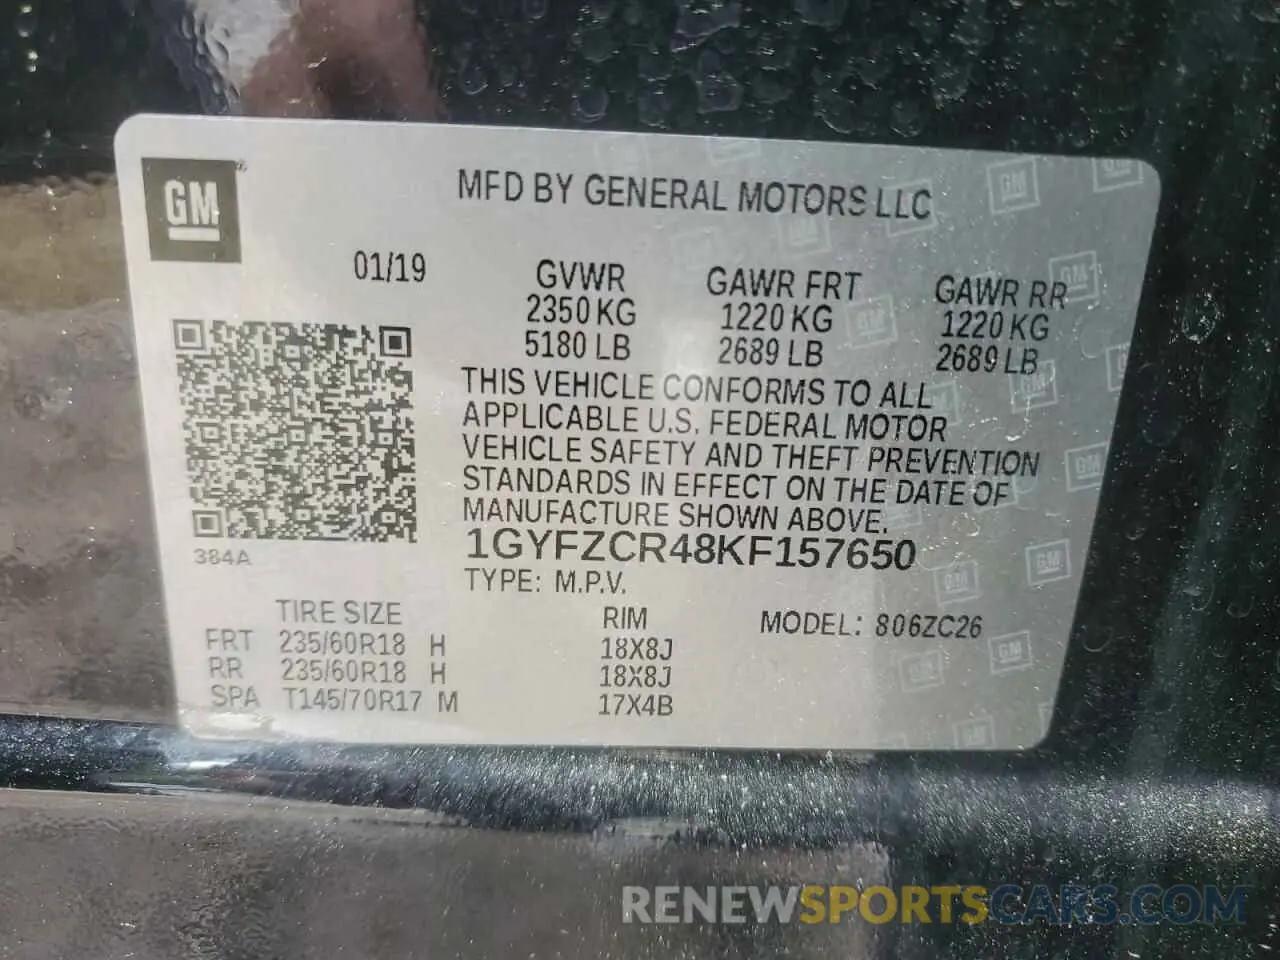 GM
MFD BY GENERAL MOTORS LLC
01/19
GVWR GAWR FRT GAWR RR
2350 KG 1220 KG 1220 KG
5180 LB 2689 LB 2689 LB
THIS VEHICLE CONFORMS TO ALL
APPLICABLE U.S. FEDERAL MOTOR
VEHICLE SAFETY AND THEFT PREVENTION
STANDARDS IN EFFECT ON THE DATE OF
MANUFACTURE SHOWN ABOVE.
384A
1GYFZCR48KF157650
TYPE: M.P.V.
TIRE SIZE RIM MODEL: 806ZC26
FRT 235/60R18 H 18X8J
RR 235/60R18 H 18X8J
SPA T145/70R17 M 17X4B
RENEWSPORTSCARS.COM